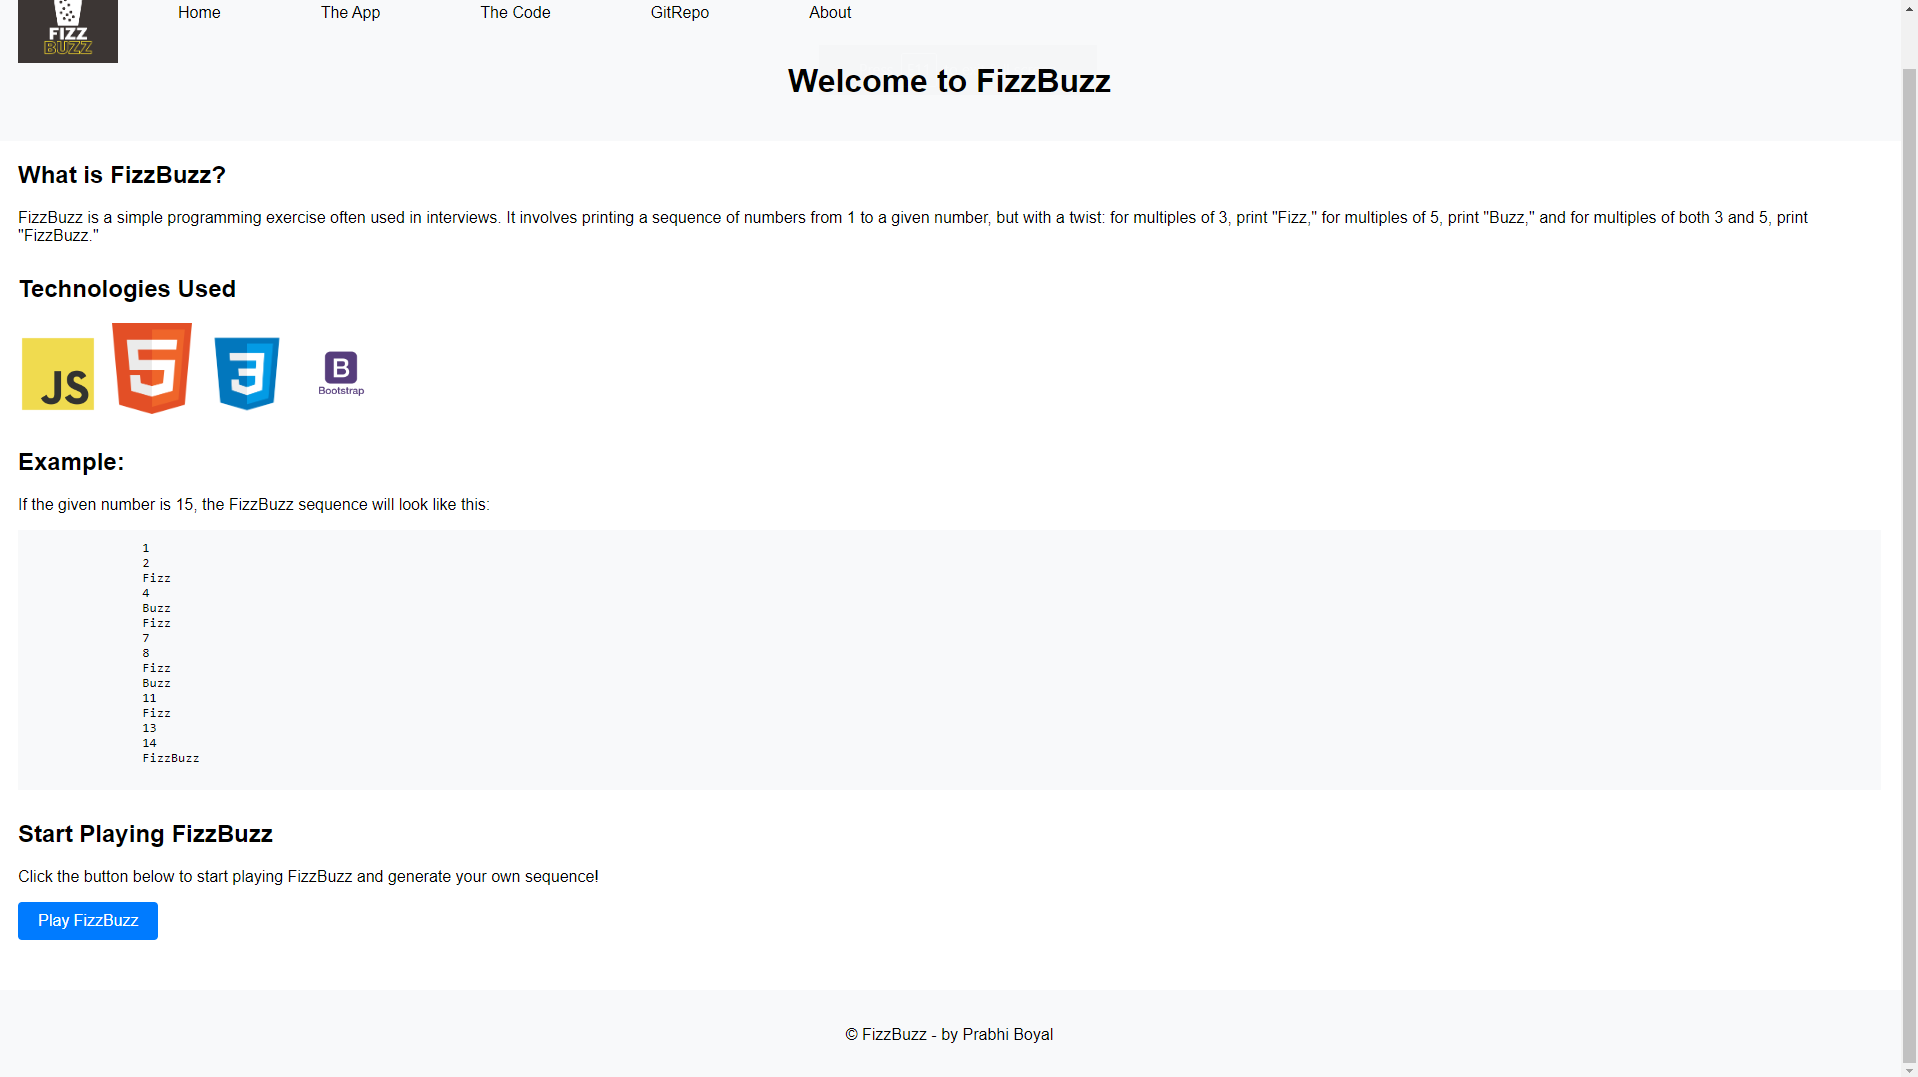 FIZZ
BUZZ
Home The App The Code GitRepo About
Welcome to FizzBuzz
What is FizzBuzz?
FizzBuzz is a simple programming exercise often used in interviews. It involves printing a sequence of numbers from 1 to a given number, but with a twist: for multiples of 3, print "Fizz," for multiples of 5, print "Buzz," and for multiples of both 3 and 5, print
"FizzBuzz."
Technologies Used
JS
5
3
B
Bootstrap
Example:
If the given number is 15, the FizzBuzz sequence will look like this:
1
2
Fizz
4
Buzz
Fizz
7
8
Fizz
Buzz
11
Fizz
13
14
FizzBuzz
Start Playing FizzBuzz
Click the button below to start playing FizzBuzz and generate your own sequence!
Play FizzBuzz
© FizzBuzz - by Prabhi Boyal